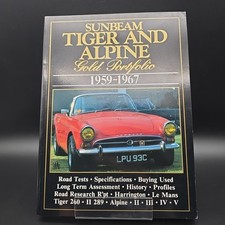 SUNBEAM
TIGER AND
ALPINE
Gold Portfolio
1959-1967
LPU 93C
Road Tests • Specifications • Buying Used
Long Term Assessment • History • Profiles
Road Research R'pt • Harrington • Le Mans
Tiger 260 • II 289 • Alpine • II • III • IV • V